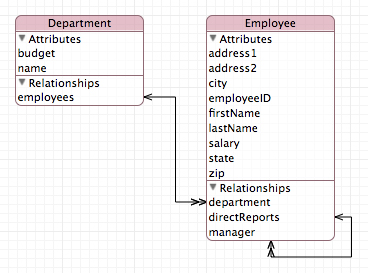 Department
Attributes
budget
name
Relationships
employees
Employee
Attributes
address1
address2
city
employeeID
firstName
lastName
salary
state
zip
Relationships
department
directReports
manager